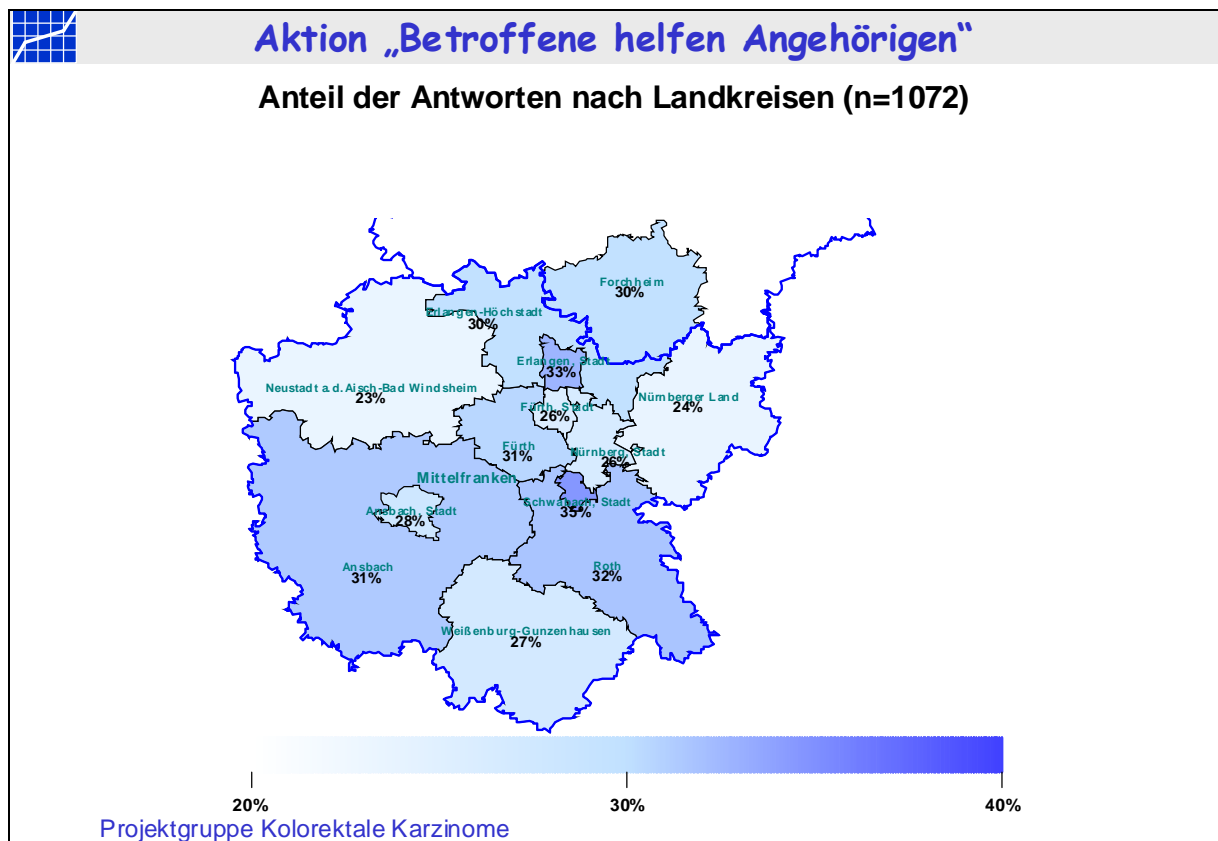 Aktion „Betroffene helfen Angehörigen“
Anteil der Antworten nach Landkreisen (n=1072)
Forchheim
30%
Erlangen-Höchstadt
30%
Erlangen, Stadt
33%
Neustadt a.d.Aisch-Bad Windsheim
23%
Nürnberger Land
24%
Fürth, Stadt
26%
Fürth
31%
Nürnberg, Stadt
26%
Mittelfranken
Schwabach, Stadt
35%
Ansbach, Stadt
28%
Ansbach
31%
Roth
32%
Weißenburg-Gunzenhausen
27%
20%
30%
40%
Projektgruppe Kolorektale Karzinome